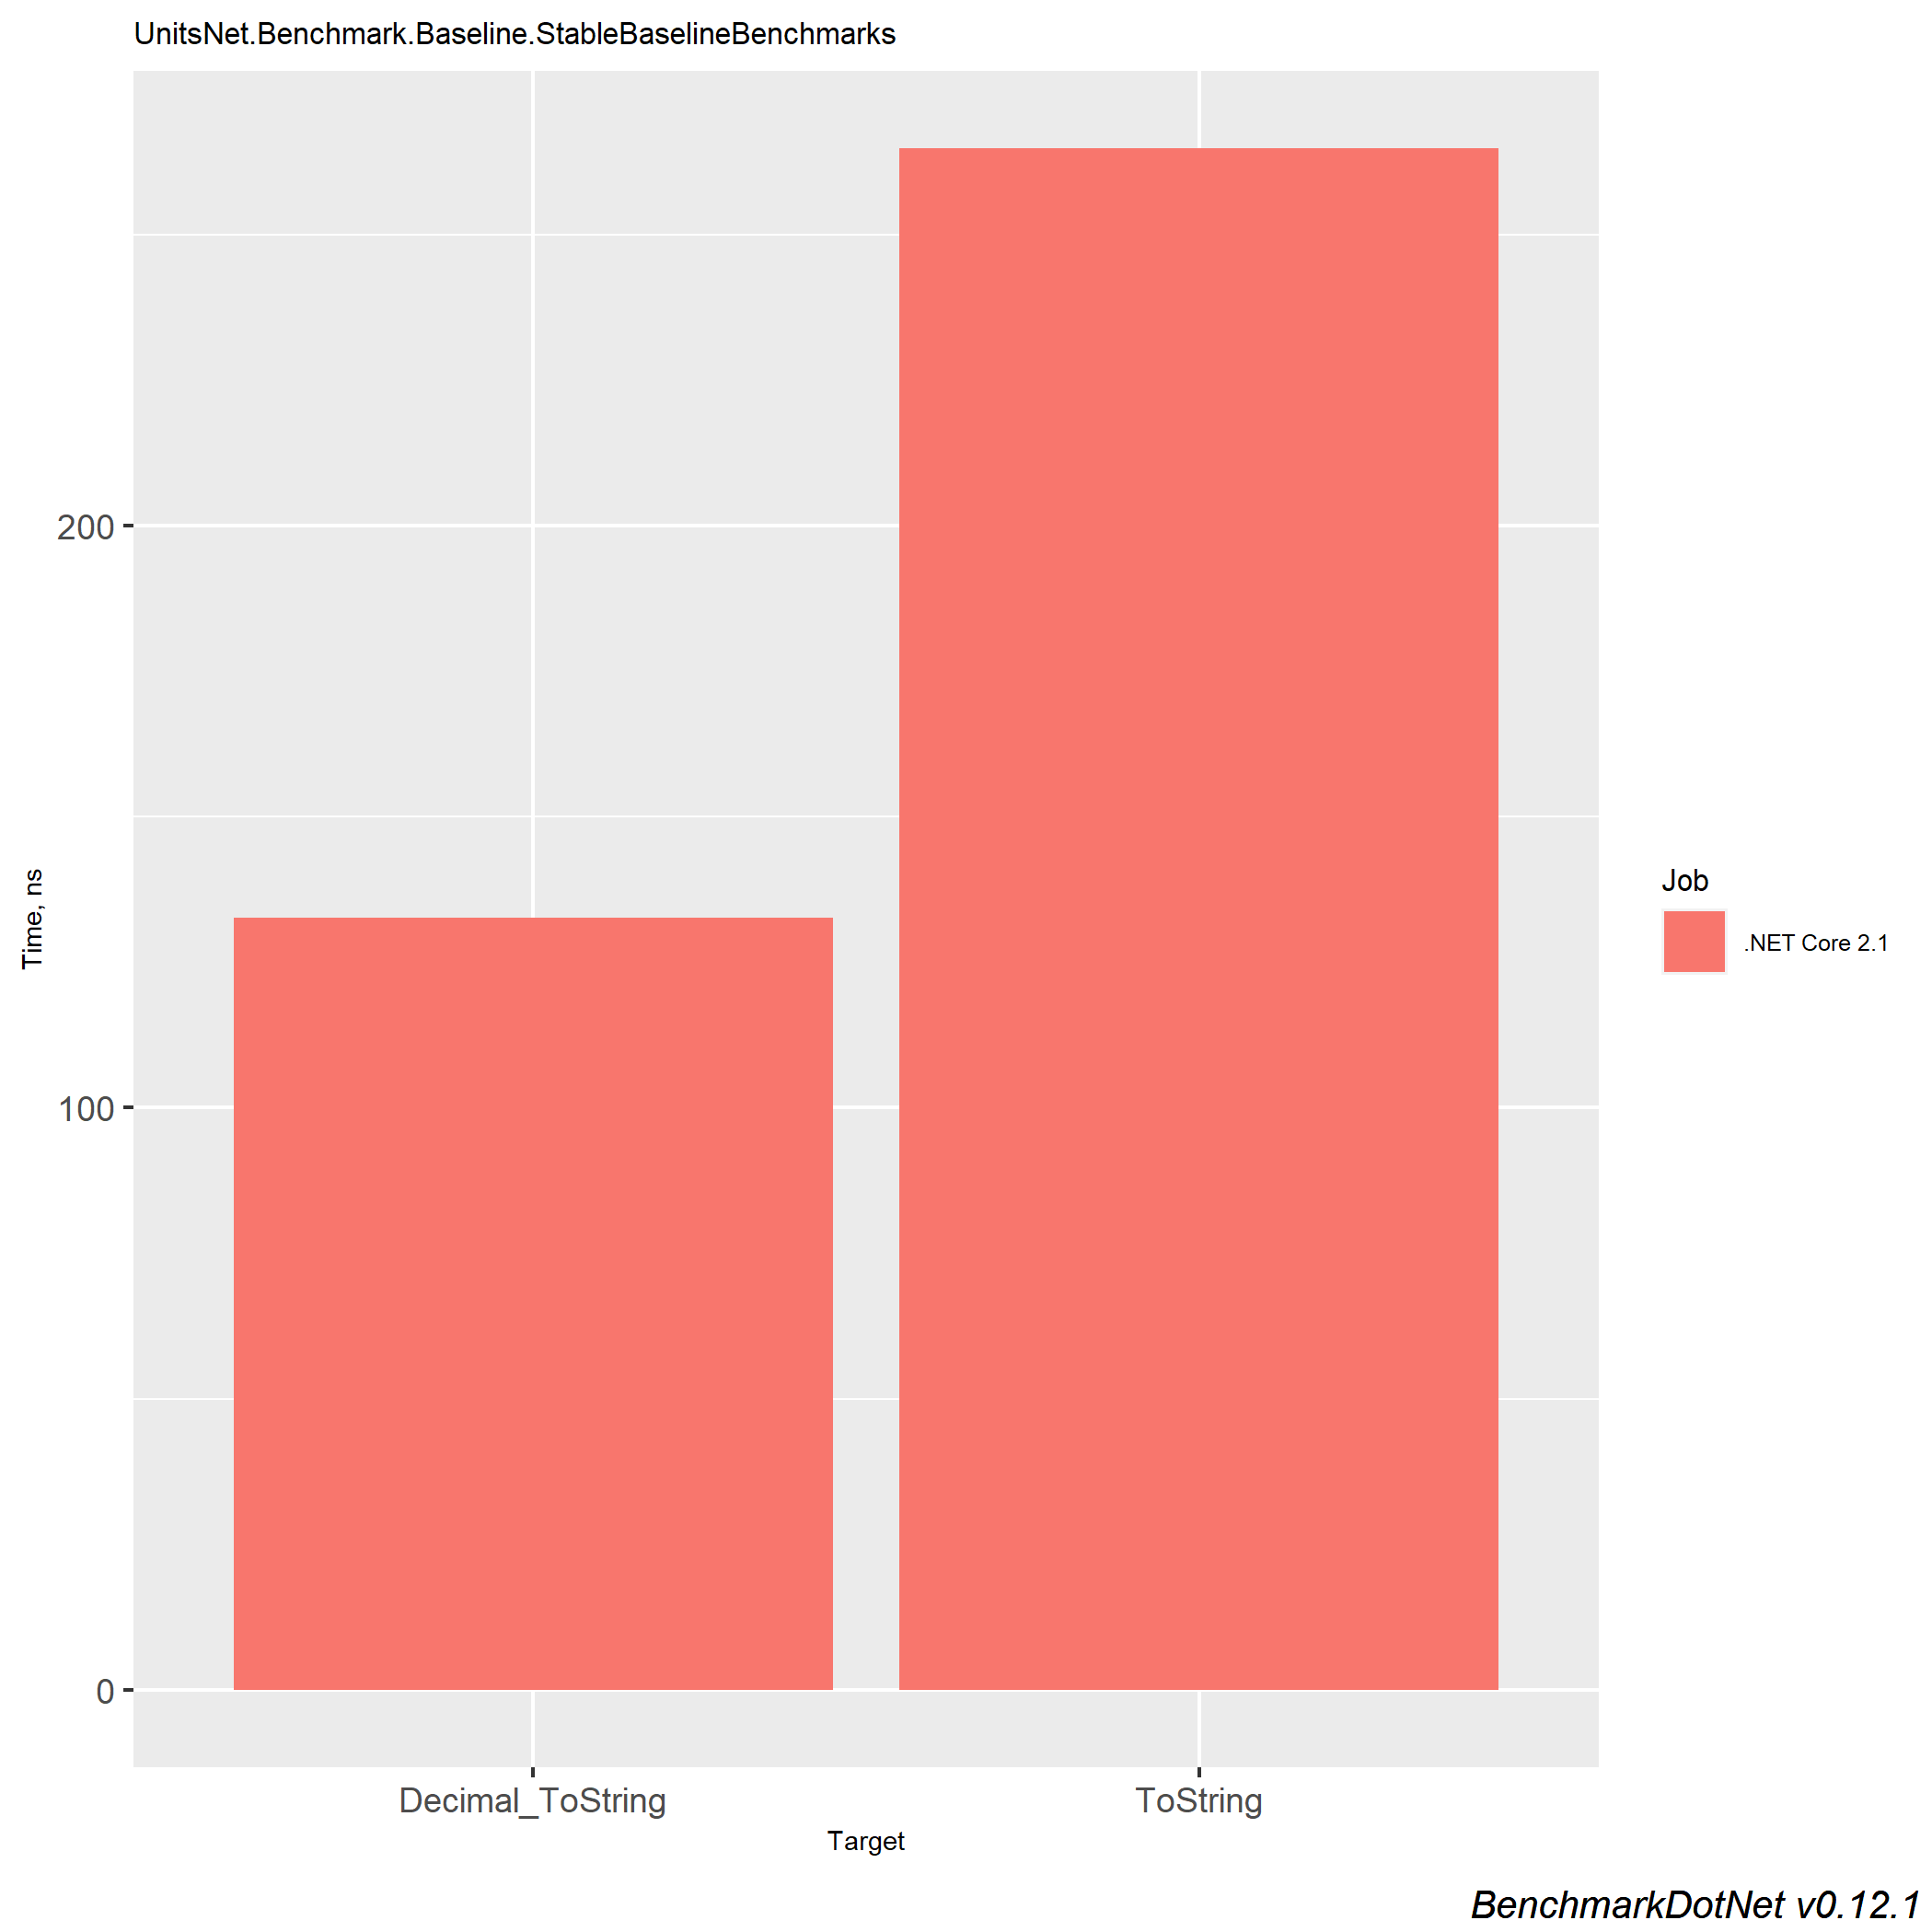 UnitsNet.Benchmark.Baseline.StableBaselineBenchmarks
Time, ns
200
100
0
Decimal_ToString
ToString
Target
Job
.NET Core 2.1
BenchmarkDotNet v0.12.1